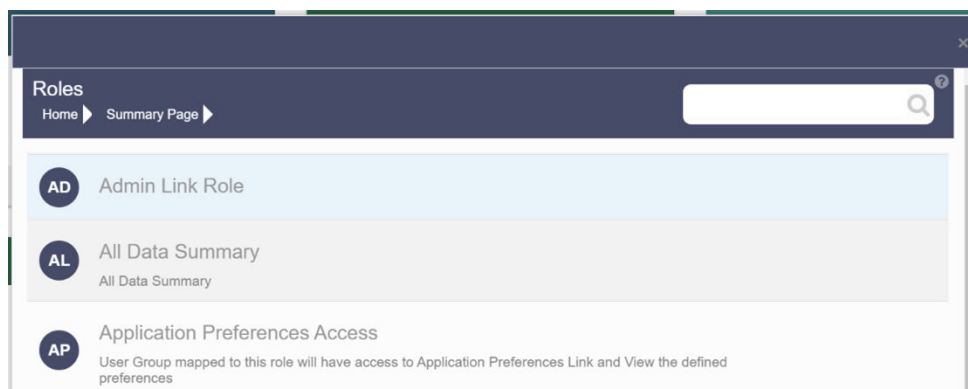 ×
Roles
?
Home Summary Page
AD Admin Link Role
AL All Data Summary
All Data Summary
AP Application Preferences Access
User Group mapped to this role will have access to Application Preferences Link and View the defined
preferences